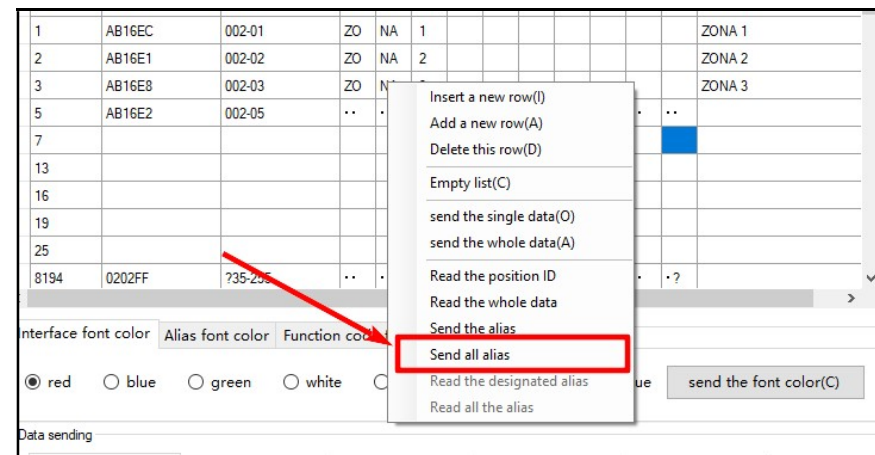 1 AB16EC 002-01 ZO NA 1 ZONA 1
2 AB16E1 002-02 ZO NA 2 ZONA 2
3 AB16E8 002-03 ZO ZONA 3
5 AB16E2 002-05 ·· · · ··
7
13
16
19
25
8194 0202FF ?35-255 ·· · · ·?
Insert a new row(I)
Add a new row(A)
Delete this row(D)
Empty list(C)
send the single data(O)
send the whole data(A)
Read the position ID
Read the whole data
Send the alias
Send all alias
Read the designated alias
Read all the alias
Interface font color Alias font color Function
red blue green white send the font color(C)
Data sending